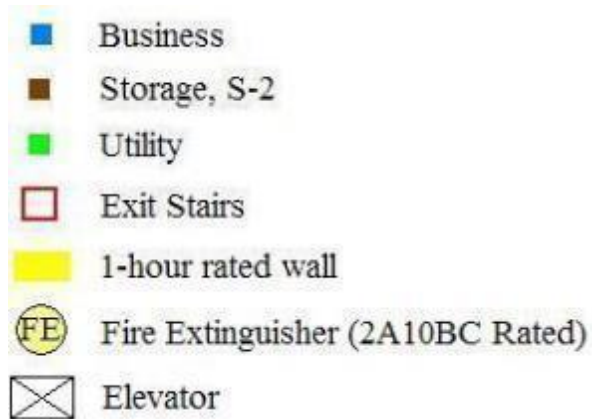 Business
Storage, S-2
Utility
Exit Stairs
1-hour rated wall
FE Fire Extinguisher (2A10BC Rated)
Elevator